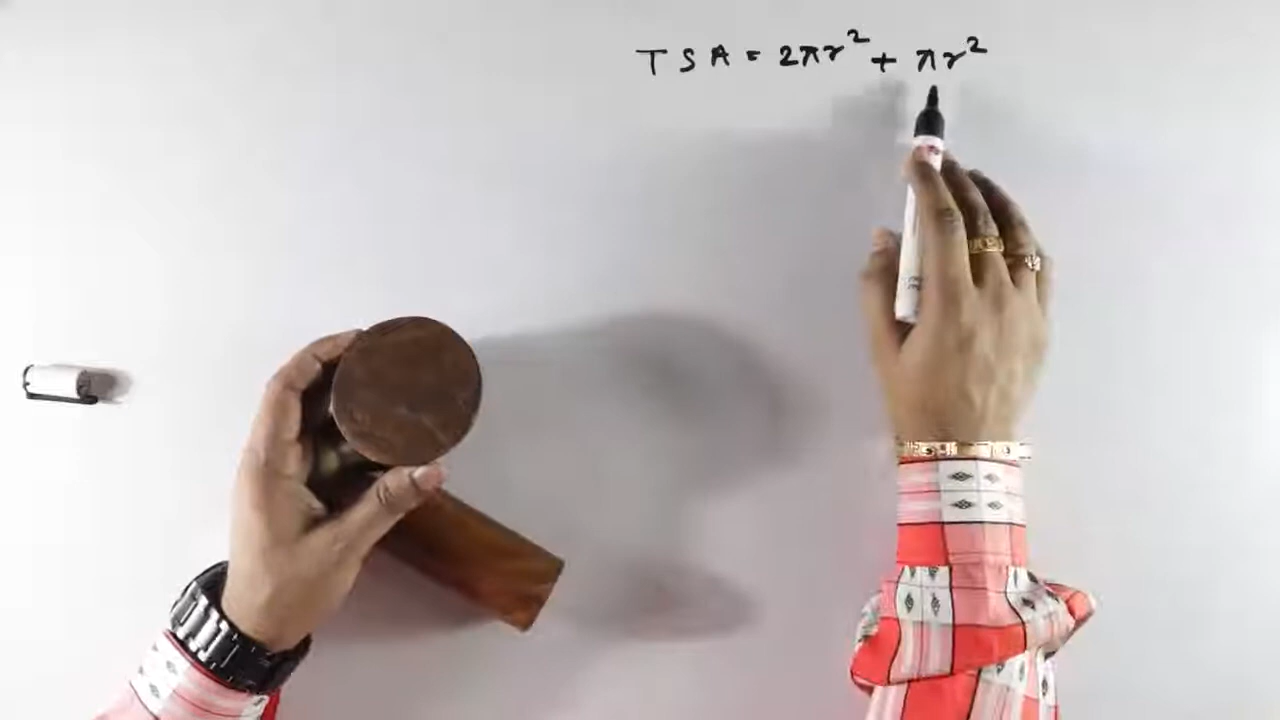 TSA = 2πr² + πr²